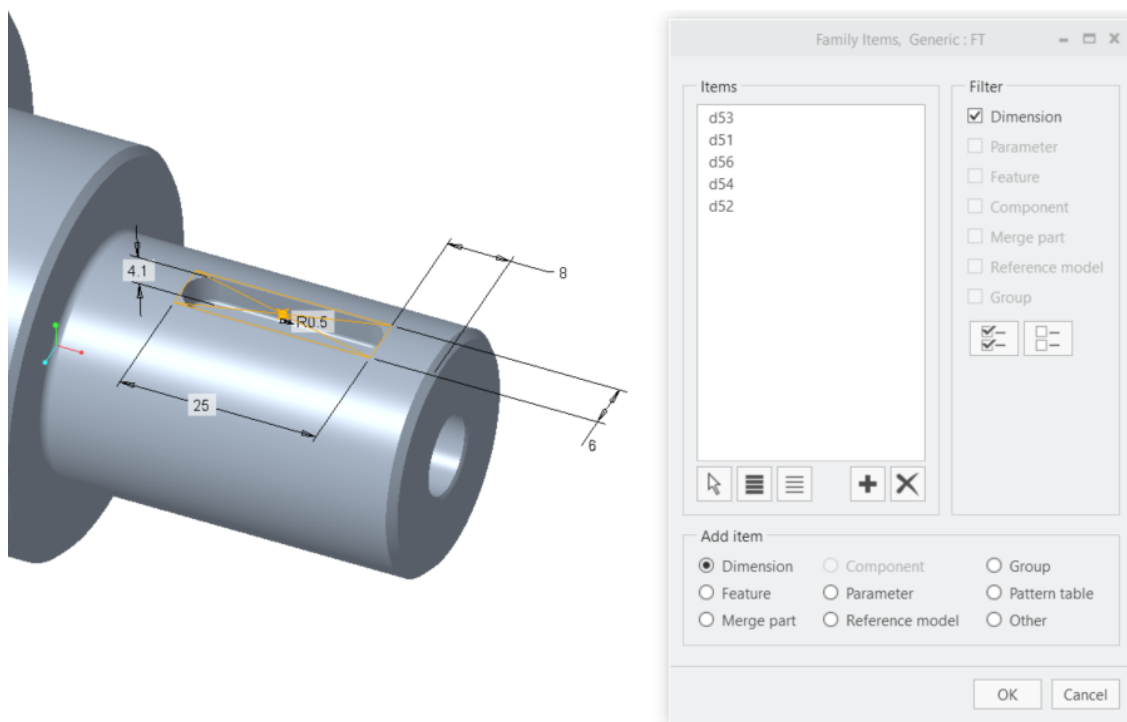 4.1
R0.5
25
8
6
Family Items, Generic : FT
Items
d53
d51
d56
d54
d52
Filter
Dimension
Parameter
Feature
Component
Merge part
Reference model
Group
Add item
Dimension
Component
Group
Feature
Parameter
Pattern table
Merge part
Reference model
Other
OK
Cancel